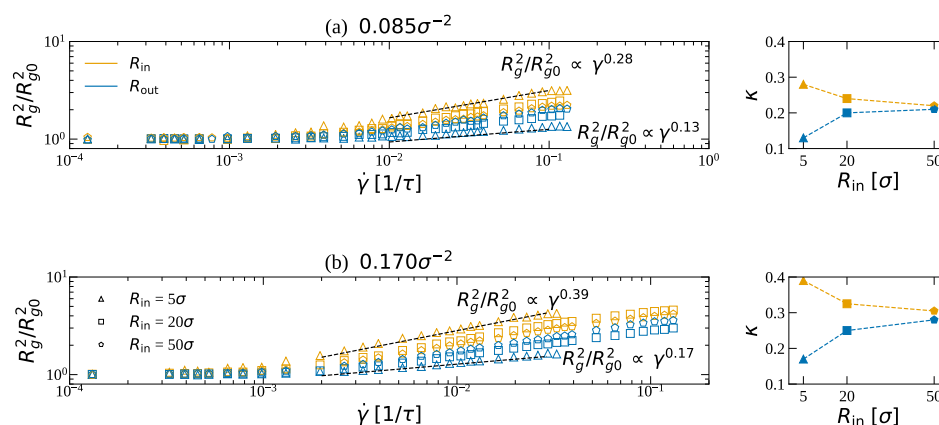 (a) 0.085σ⁻²
R_g²/R_g0²
10¹
10⁰
R_in
R_out
R_g²/R_g0² ∝ γ^0.28
R_g²/R_g0² ∝ γ^0.13
10⁻⁴ 10⁻³ 10⁻² 10⁻¹ 10⁰
γ̇ [1/τ]
κ
0.4
0.3
0.2
0.1
5 20 50
R_in [σ]
(b) 0.170σ⁻²
R_g²/R_g0²
10¹
10⁰
R_in = 5σ
R_in = 20σ
R_in = 50σ
R_g²/R_g0² ∝ γ^0.39
R_g²/R_g0² ∝ γ^0.17
10⁻⁴ 10⁻³ 10⁻² 10⁻¹
γ̇ [1/τ]
κ
0.4
0.3
0.2
0.1
5 20 50
R_in [σ]